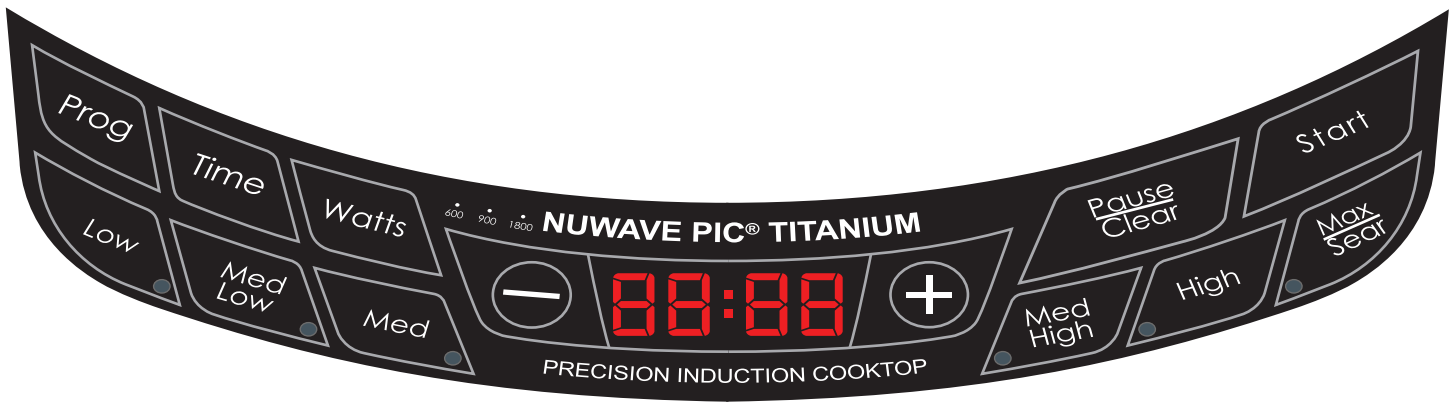 Prog
Time
Watts
600 900 1800
NUWAVE PIC® TITANIUM
Pause
Clear
Start
Low
Med
Low
Med
−
88:88
+
Med
High
High
Max
Sear
PRECISION INDUCTION COOKTOP